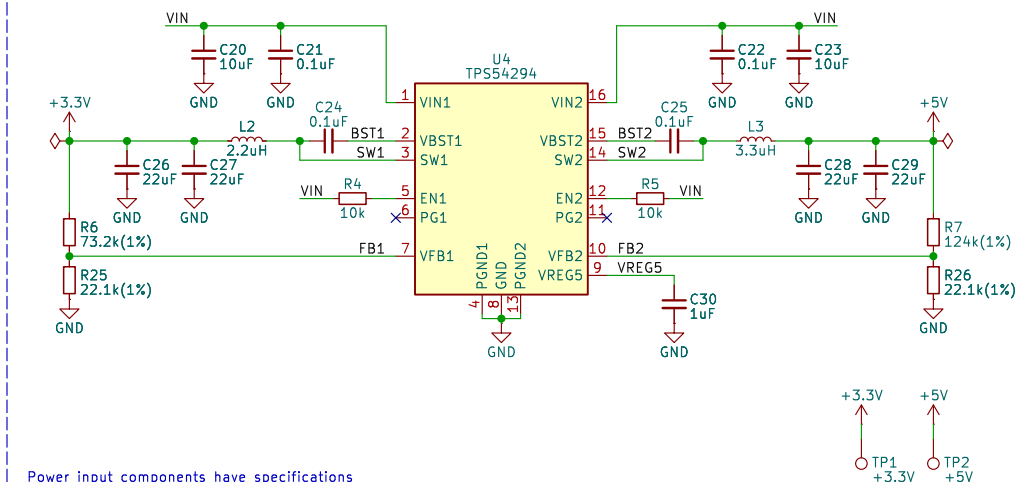 VIN
VIN
C20
10uF
C21
0.1uF
C22
0.1uF
C23
10uF
GND
GND
GND
GND
U4
TPS54294
+3.3V
+5V
1
VIN1
VIN2
16
C24
0.1uF
C25
0.1uF
BST1
2
VBST1
VBST2
15
BST2
L2
2.2uH
L3
3.3uH
SW1
3
SW1
SW2
14
SW2
C26
22uF
C27
22uF
C28
22uF
C29
22uF
GND
GND
GND
GND
VIN
R4
10k
5
EN1
EN2
12
R5
10k
VIN
6
PG1
PG2
11
R6
73.2k(1%)
R7
124k(1%)
FB1
7
VFB1
VFB2
10
FB2
VREG5
9
VREG5
R25
22.1k(1%)
R26
22.1k(1%)
PGND1
GND
PGND2
4
8
13
C30
1uF
GND
GND
GND
GND
+3.3V
+5V
TP1
+3.3V
TP2
+5V
Power input components have specifications